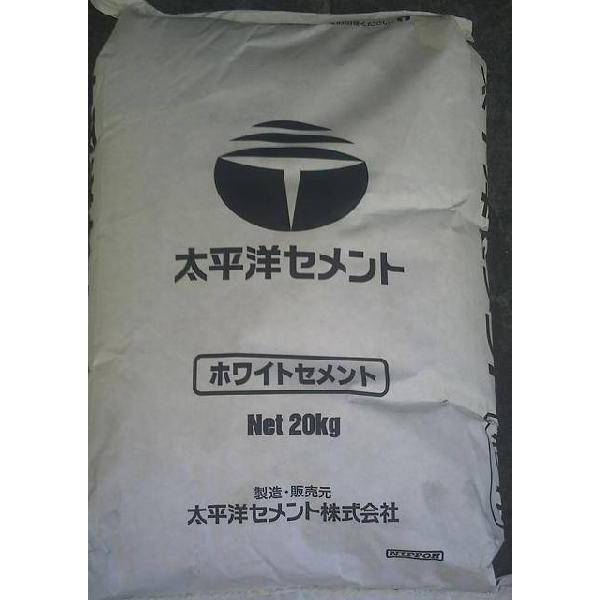 太平洋セメント
ホワイトセメント
Net 20kg
製造・販売元
太平洋セメント株式会社
NIPPON